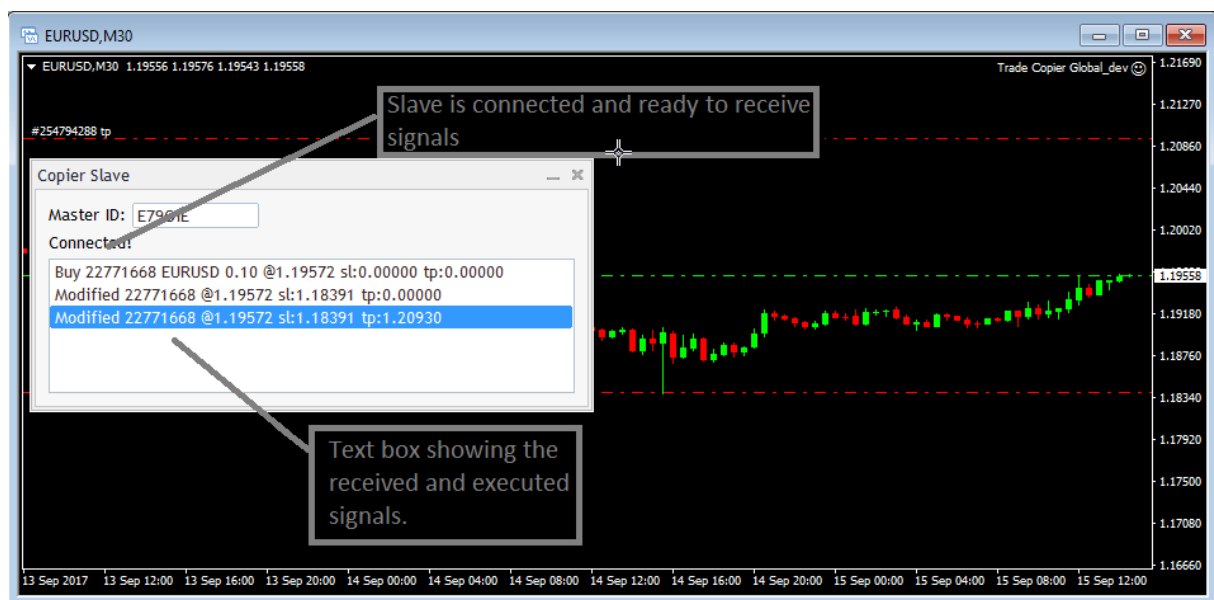 EURUSD,M30
EURUSD,M30 1.19556 1.19576 1.19543 1.19558
Trade Copier Global_dev
1.21690
Slave is connected and ready to receive
signals
1.21270
#254794288 tp
1.20860
Copier Slave
1.20440
Master ID:
1.20020
Connected!
Buy 22771668 EURUSD 0.10 @1.19572 sl:0.00000 tp:0.00000
1.19558
Modified 22771668 @1.19572 sl:1.18391 tp:0.00000
Modified 22771668 @1.19572 sl:1.18391 tp:1.20930
1.19180
1.18760
1.18340
Text box showing the
received and executed
signals.
1.17920
1.17500
1.17080
1.16660
13 Sep 2017 13 Sep 12:00 13 Sep 16:00 13 Sep 20:00 14 Sep 00:00 14 Sep 04:00 14 Sep 08:00 14 Sep 12:00 14 Sep 16:00 14 Sep 20:00 15 Sep 00:00 15 Sep 04:00 15 Sep 08:00 15 Sep 12:00